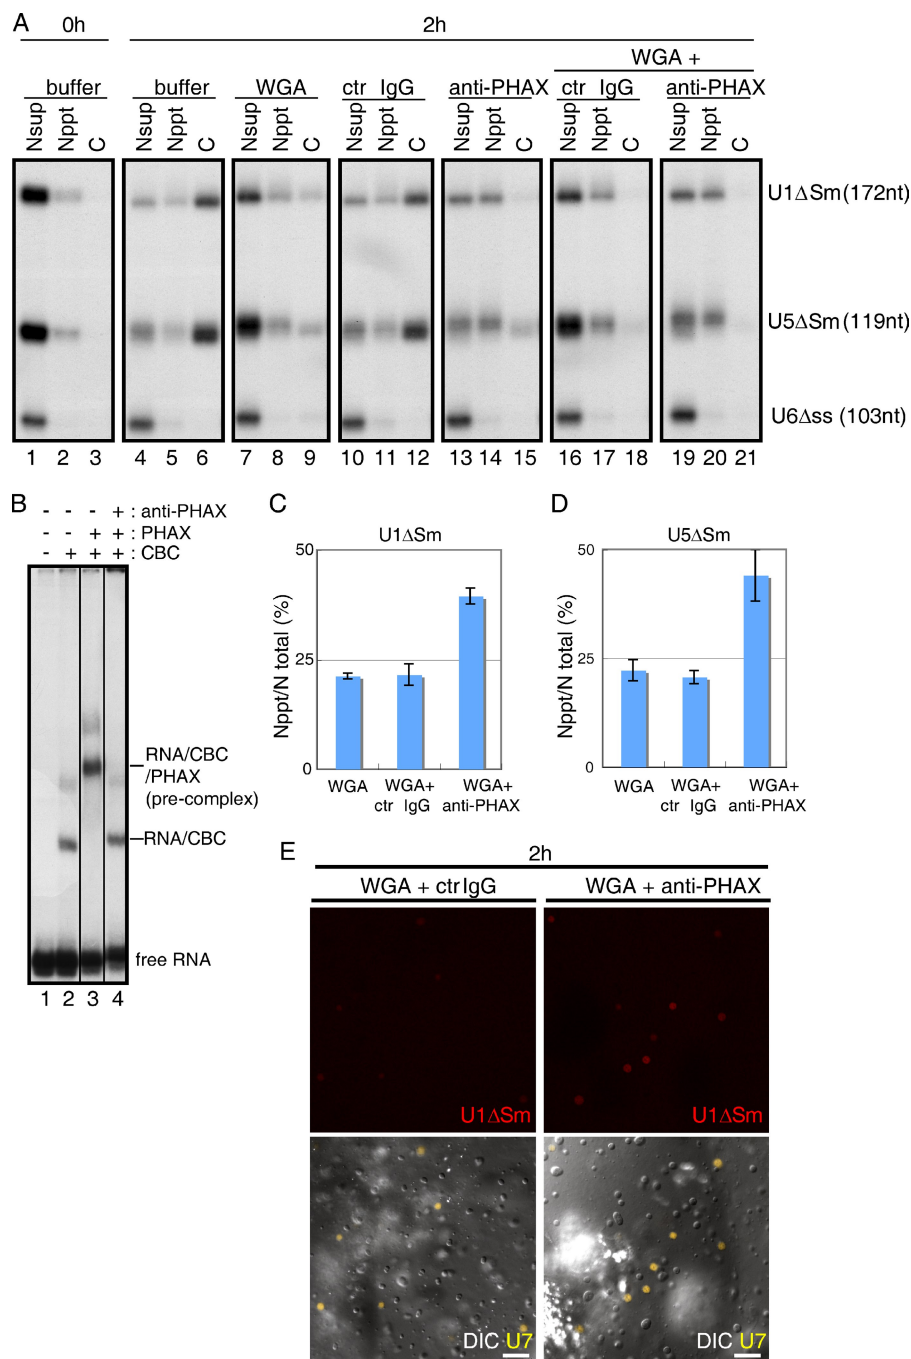 A 0h 2h
WGA +
buffer buffer WGA ctr IgG anti-PHAX ctr IgG anti-PHAX
Nsup Nppt C Nsup Nppt C Nsup Nppt C Nsup Nppt C Nsup Nppt C Nsup Nppt C Nsup Nppt C
U1ΔSm (172nt)
U5ΔSm (119nt)
U6Δss (103nt)
1 2 3 4 5 6 7 8 9 10 11 12 13 14 15 16 17 18 19 20 21
B
- - - + : anti-PHAX
- - + + : PHAX
- + + + : CBC
RNA/CBC
/PHAX
(pre-complex)
RNA/CBC
free RNA
1 2 3 4
C
U1ΔSm
Nppt/N total (%)
50
25
0
WGA WGA+ ctr IgG WGA+ anti-PHAX
D
U5ΔSm
Nppt/N total (%)
50
25
0
WGA WGA+ ctr IgG WGA+ anti-PHAX
E
2h
WGA + ctrIgG WGA + anti-PHAX
U1ΔSm U1ΔSm
DIC U7 DIC U7